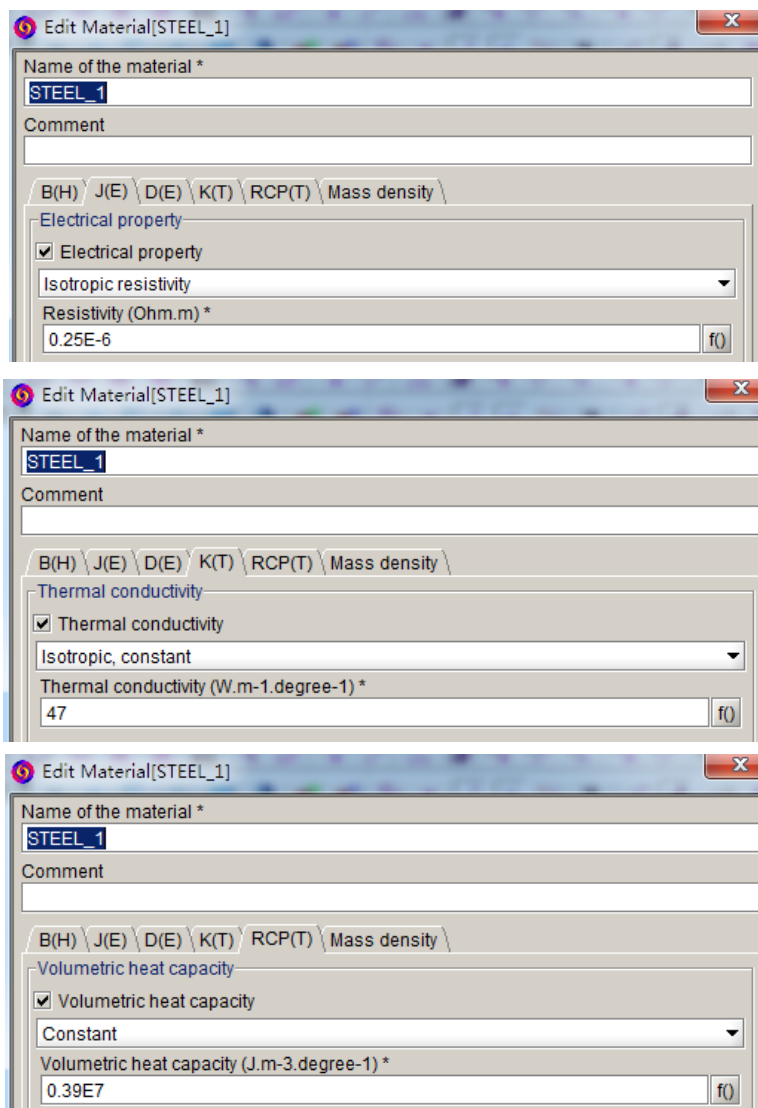 Edit Material[STEEL_1]
Name of the material *
STEEL_1
Comment
B(H) J(E) D(E) K(T) RCP(T) Mass density
Electrical property
Electrical property
Isotropic resistivity
Resistivity (Ohm.m) *
0.25E-6 f()
Edit Material[STEEL_1]
Name of the material *
STEEL_1
Comment
B(H) J(E) D(E) K(T) RCP(T) Mass density
Thermal conductivity
Thermal conductivity
Isotropic, constant
Thermal conductivity (W.m-1.degree-1) *
47 f()
Edit Material[STEEL_1]
Name of the material *
STEEL_1
Comment
B(H) J(E) D(E) K(T) RCP(T) Mass density
Volumetric heat capacity
Volumetric heat capacity
Constant
Volumetric heat capacity (J.m-3.degree-1) *
0.39E7 f()